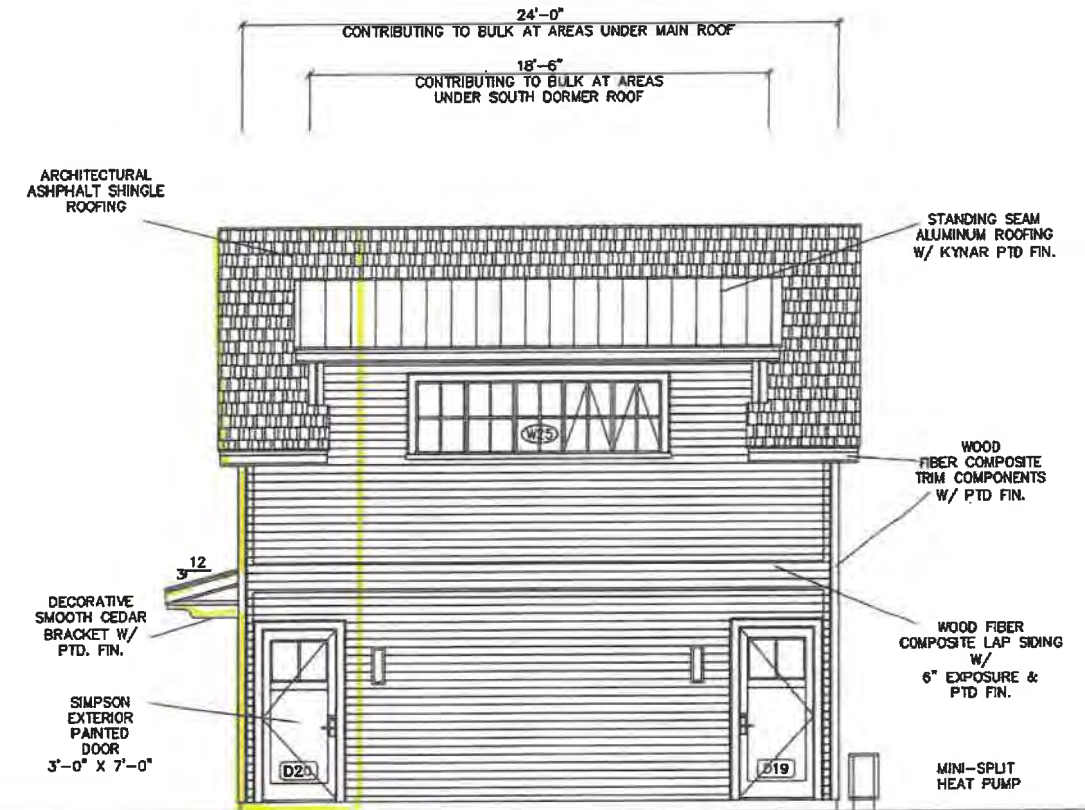 24'-0"
CONTRIBUTING TO BULK AT AREAS UNDER MAIN ROOF
18'-6"
CONTRIBUTING TO BULK AT AREAS
UNDER SOUTH DORMER ROOF
ARCHITECTURAL
ASHPHALT SHINGLE
ROOFING
STANDING SEAM
ALUMINUM ROOFING
W/ KYNAR PTD FIN.
W25
WOOD
FIBER COMPOSITE
TRIM COMPONENTS
W/ PTD FIN.
12
3
DECORATIVE
SMOOTH CEDAR
BRACKET W/
PTD. FIN.
WOOD FIBER
COMPOSITE LAP SIDING
W/
6" EXPOSURE &
PTD FIN.
SIMPSON
EXTERIOR
PAINTED
DOOR
3'-0" X 7'-0"
D20
D19
MINI-SPLIT
HEAT PUMP